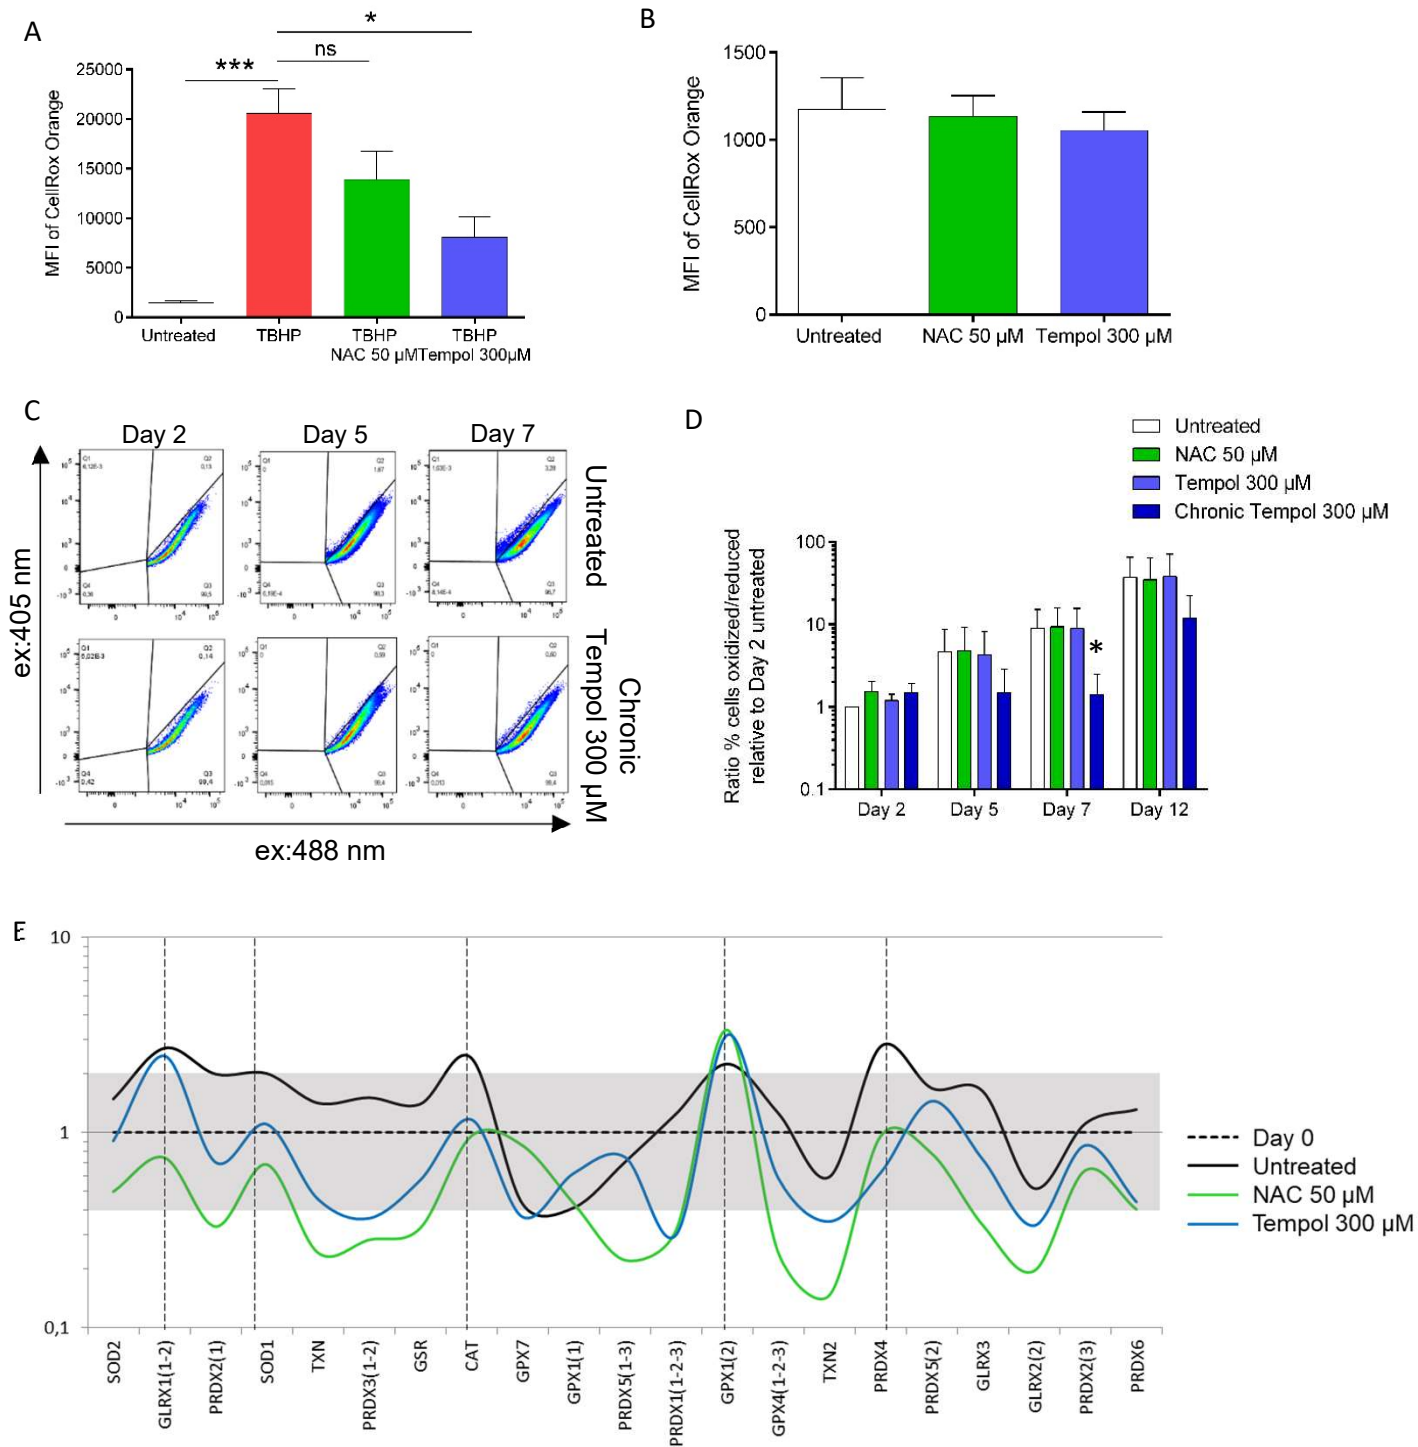 A
*
ns
***
25000
20000
15000
10000
5000
0
MFI of CellRox Orange
Untreated
TBHP
TBHP
NAC 50 µM
TBHP
Tempol 300µM
B
1500
1000
500
0
MFI of CellRox Orange
Untreated
NAC 50 µM
Tempol 300 µM
C
Day 2
Day 5
Day 7
Untreated
Chronic
Tempol 300 µM
ex:405 nm
ex:488 nm
D
Untreated
NAC 50 µM
Tempol 300 µM
Chronic Tempol 300 µM
100
10
1
0.1
*
Ratio % cells oxidized/reduced
relative to Day 2 untreated
Day 2
Day 5
Day 7
Day 12
E
10
1
0,1
Day 0
Untreated
NAC 50 µM
Tempol 300 µM
SOD2
GLRX1(1-2)
PRDX2(1)
SOD1
TXN
PRDX3(1-2)
GSR
CAT
GPX7
GPX1(1)
PRDX5(1-3)
PRDX1(1-2-3)
GPX1(2)
GPX4(1-2-3)
TXN2
PRDX4
PRDX5(2)
GLRX3
GLRX2(2)
PRDX2(3)
PRDX6